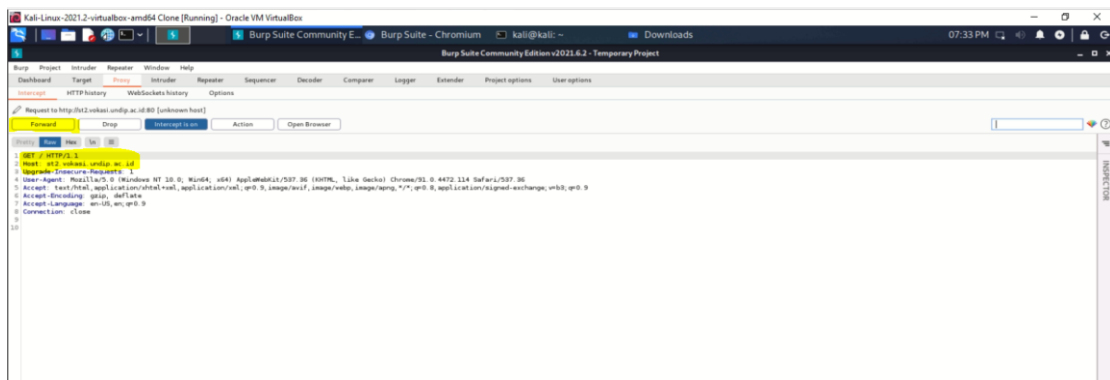 Kali-Linux-2021.2-virtualbox-amd64 Clone [Running] - Oracle VM VirtualBox
Burp Suite Community E... Burp Suite - Chromium kali@kali: ~ Downloads 07:33 PM
Burp Suite Community Edition v2021.6.2 - Temporary Project
Burp Project Intruder Repeater Window Help
Dashboard Target Proxy Intruder Repeater Sequencer Decoder Comparer Logger Extender Project options User options
Intercept HTTP history WebSockets history Options
Request to http://st2.vokasi.undip.ac.id:80 [unknown host]
Forward Drop Intercept is on Action Open Browser
Pretty Raw Hex \n
1 GET / HTTP/1.1
2 Host: st2.vokasi.undip.ac.id
3 Upgrade-Insecure-Requests: 1
4 User-Agent: Mozilla/5.0 (Windows NT 10.0; Win64; x64) AppleWebKit/537.36 (KHTML, like Gecko) Chrome/91.0.4472.114 Safari/537.36
5 Accept: text/html,application/xhtml+xml,application/xml;q=0.9,image/avif,image/webp,image/apng,*/*;q=0.8,application/signed-exchange;v=b3;q=0.9
6 Accept-Encoding: gzip, deflate
7 Accept-Language: en-US,en;q=0.9
8 Connection: close
9
10
INSPECTOR